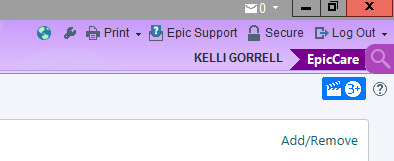 0
Print Epic Support Secure Log Out
KELLI GORRELL EpicCare
3+ ?
Add/Remove